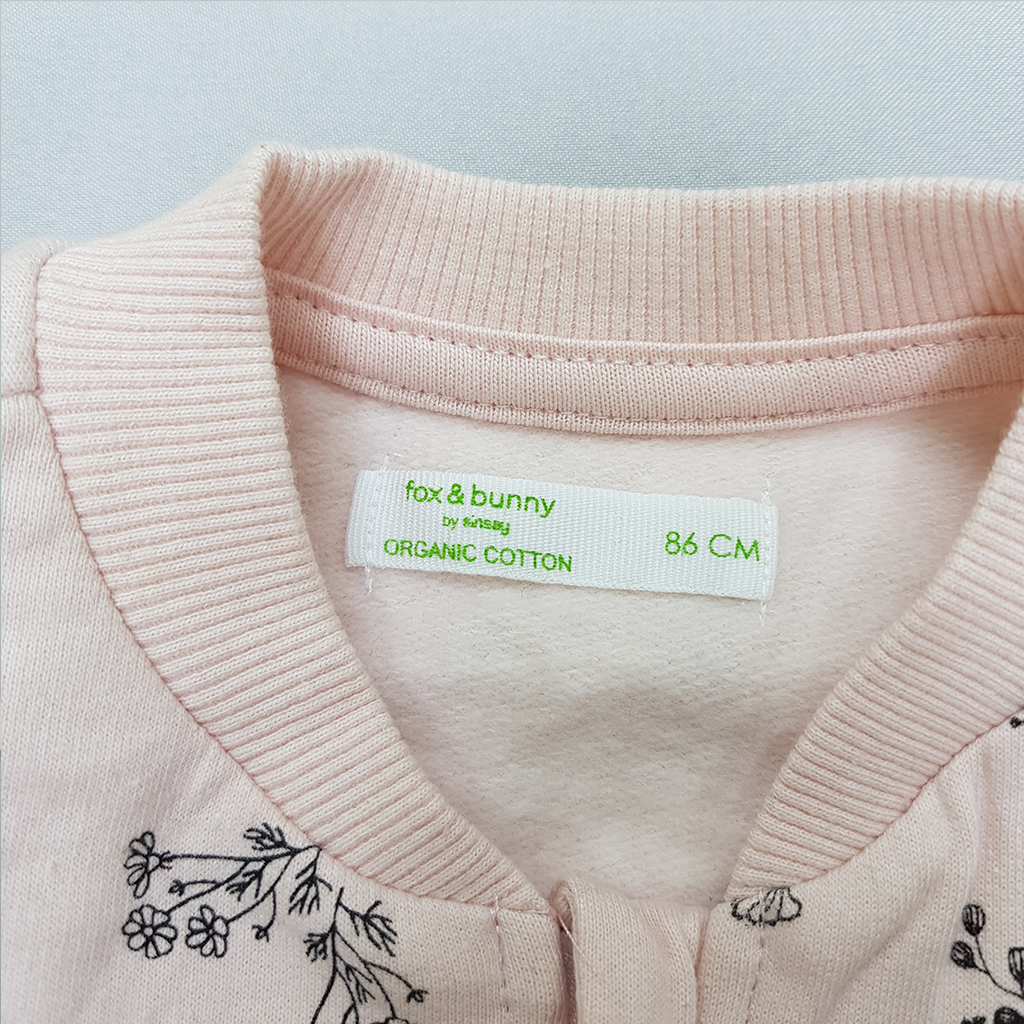 fox & bunny
by sinsay
ORGANIC COTTON
86 CM